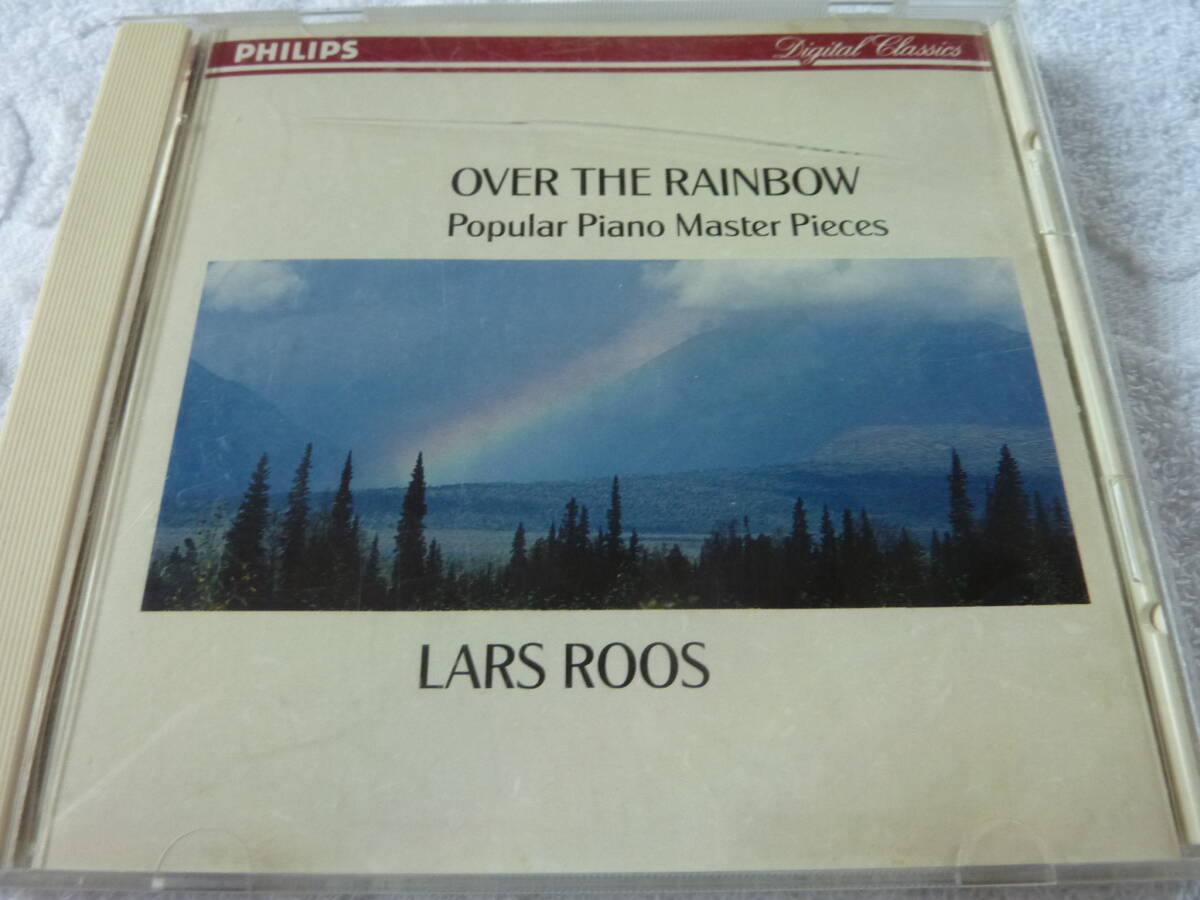 PHILIPS Digital Classics
OVER THE RAINBOW
Popular Piano Master Pieces
LARS ROOS